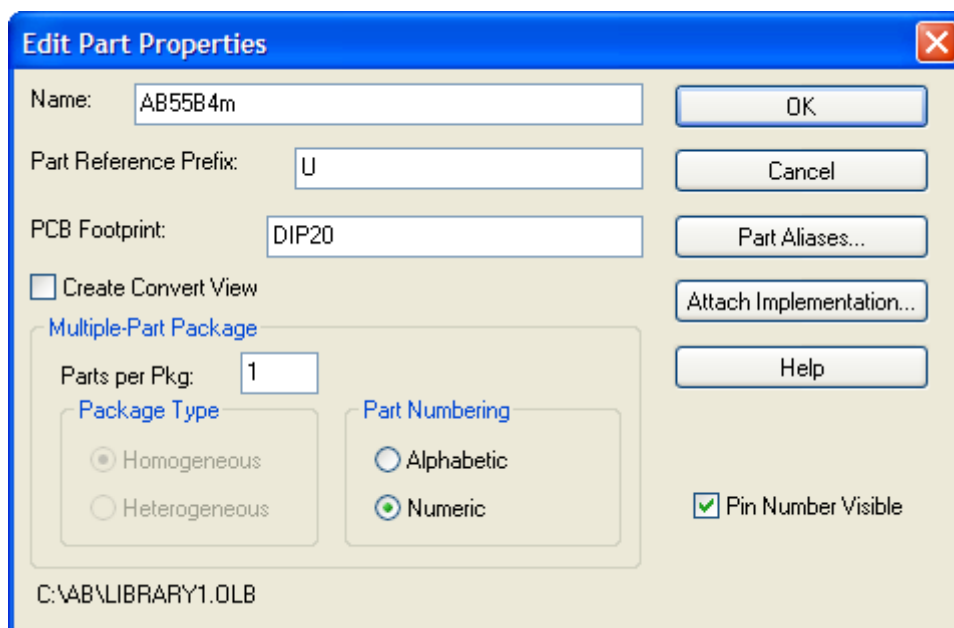 Edit Part Properties
Name: AB55B4m
OK
Part Reference Prefix: U
Cancel
PCB Footprint: DIP20
Part Aliases...
Create Convert View
Attach Implementation...
Multiple-Part Package
Parts per Pkg: 1
Help
Package Type
Homogeneous
Heterogeneous
Part Numbering
Alphabetic
Numeric
Pin Number Visible
C:\AB\LIBRARY1.OLB